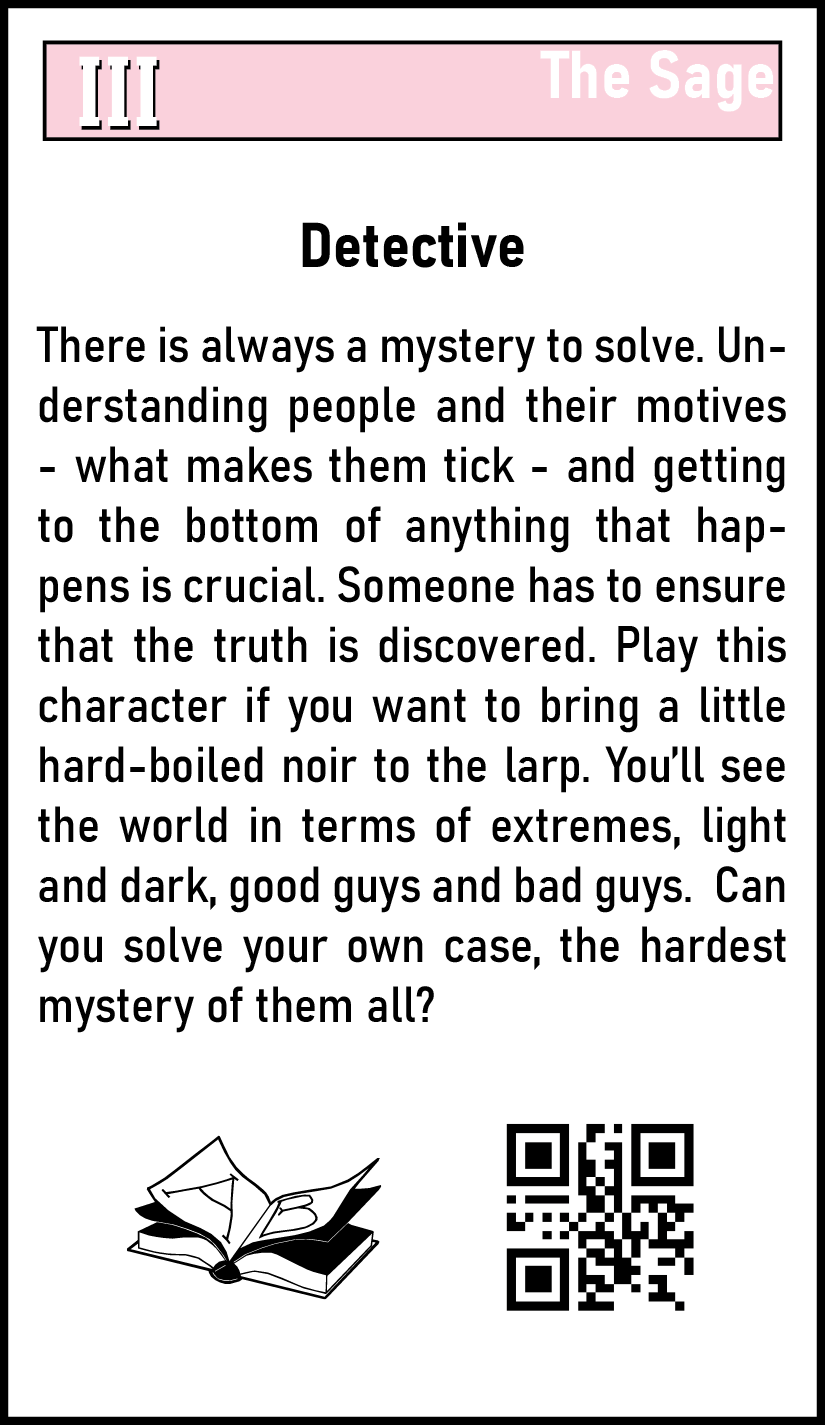 III
The Sage
Detective
There is always a mystery to solve. Un-
derstanding people and their motives
- what makes them tick - and getting
to the bottom of anything that hap-
pens is crucial. Someone has to ensure
that the truth is discovered. Play this
character if you want to bring a little
hard-boiled noir to the larp. You’ll see
the world in terms of extremes, light
and dark, good guys and bad guys.  Can
you solve your own case, the hardest
mystery of them all?
A B